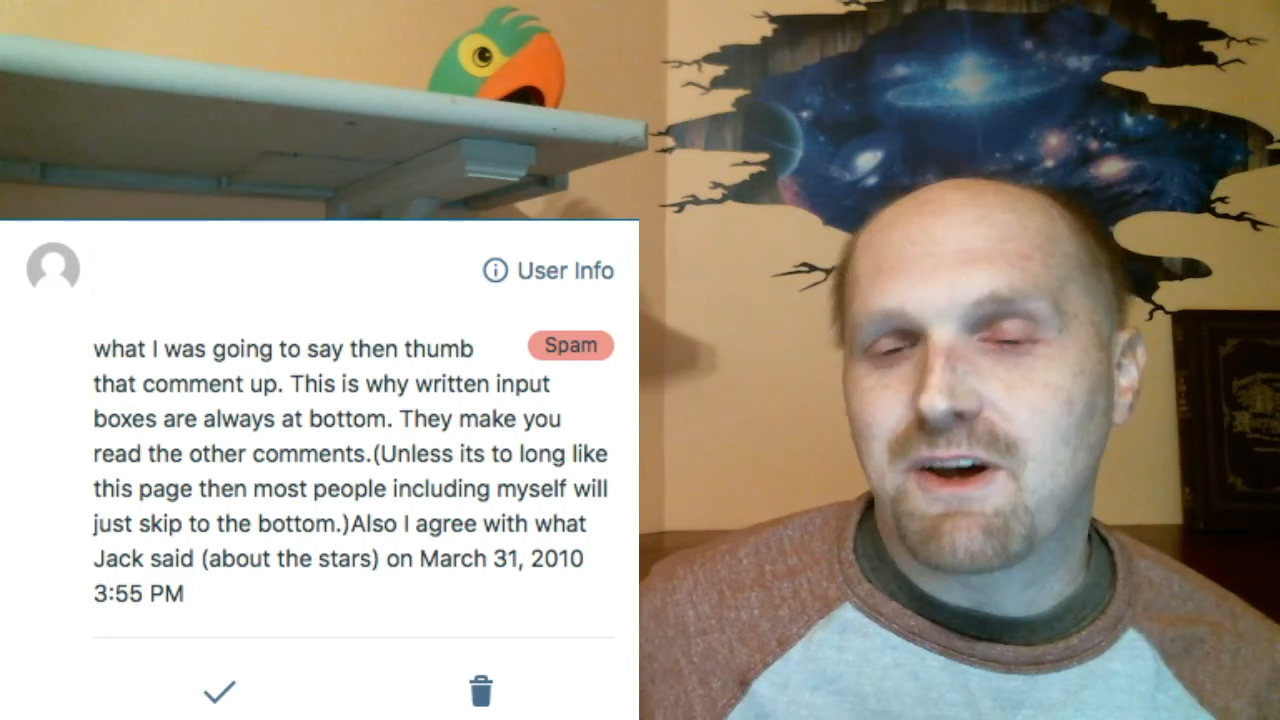 User Info
what I was going to say then thumb Spam
that comment up. This is why written input
boxes are always at bottom. They make you
read the other comments.(Unless its to long like
this page then most people including myself will
just skip to the bottom.)Also I agree with what
Jack said (about the stars) on March 31, 2010
3:55 PM